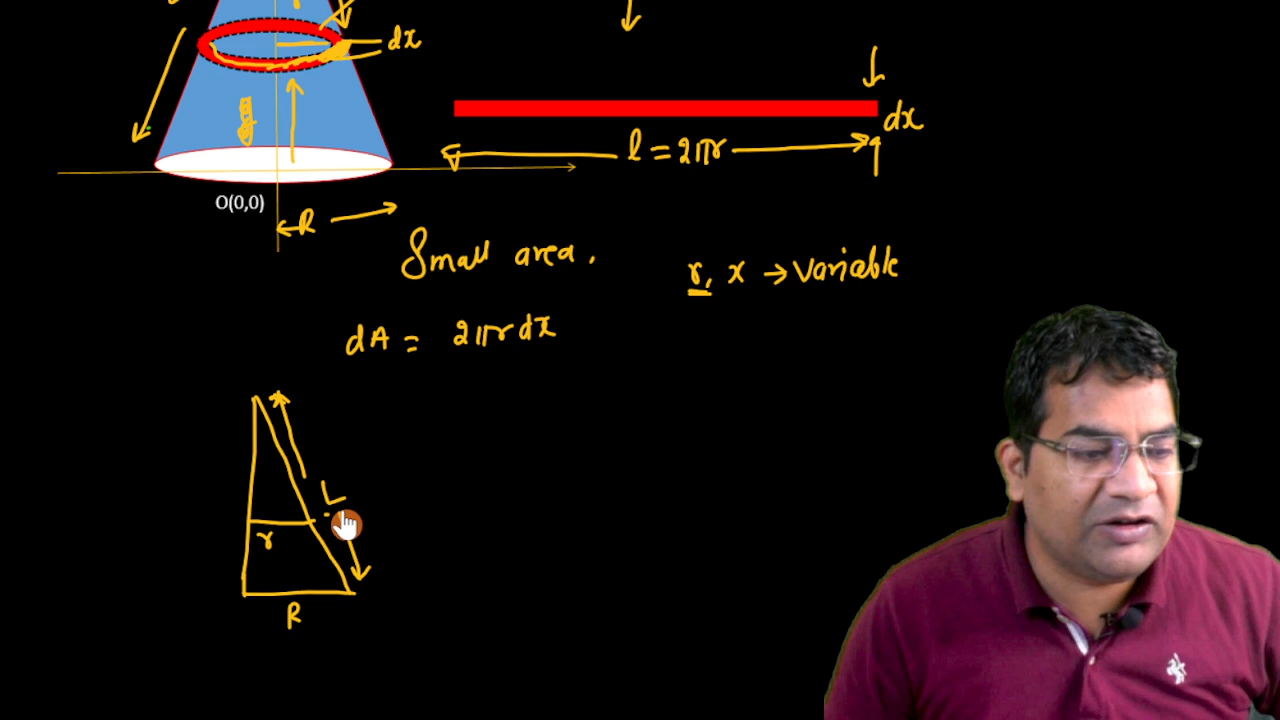 dx
y
dx
l = 2πr
O(0,0)
R
Small area.
r, x → Variable
dA = 2πr dx
L
r
R